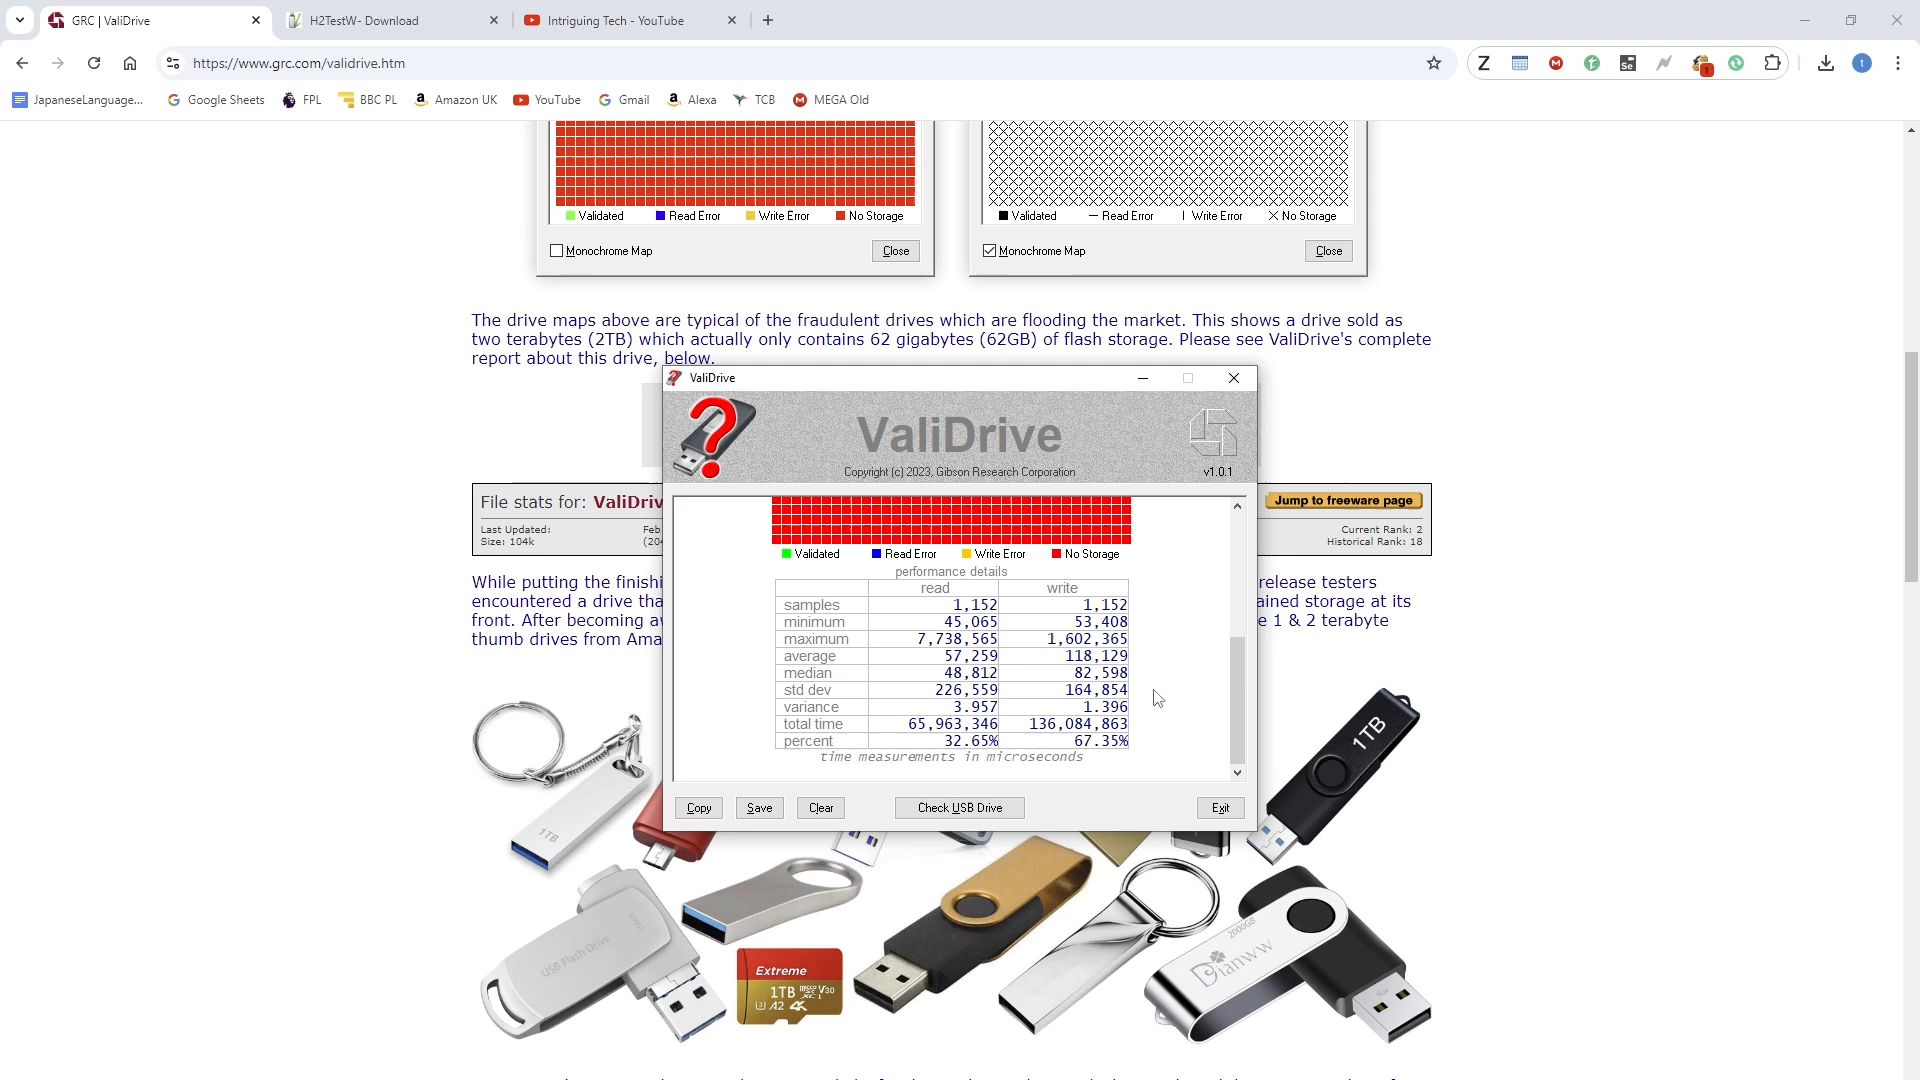 GRC | ValiDrive
H2TestW- Download
Intriguing Tech - YouTube
https://www.grc.com/validrive.htm
1
t
JapaneseLanguage...
Google Sheets
FPL
BBC PL
Amazon UK
YouTube
Gmail
Alexa
TCB
MEGA Old
Validated Read Error Write Error No Storage
Monochrome Map
Close
Validated Read Error Write Error No Storage
Monochrome Map
Close
The drive maps above are typical of the fraudulent drives which are flooding the market. This shows a drive sold as
two terabytes (2TB) which actually only contains 62 gigabytes (62GB) of flash storage. Please see ValiDrive's complete
report about this drive, below.
ValiDrive
ValiDrive
Copyright (c) 2023, Gibson Research Corporation
v1.0.1
Validated Read Error Write Error No Storage
performance details
read write
samples 1,152 1,152
minimum 45,065 53,408
maximum 7,738,565 1,602,365
average 57,259 118,129
median 48,812 82,598
std dev 226,559 164,854
variance 3.957 1.396
total time 65,963,346 136,084,863
percent 32.65% 67.35%
time measurements in microseconds
Copy
Save
Clear
Check USB Drive
Exit
File stats for: ValiDriv
Jump to freeware page
Last Updated: Feb
Size: 104k (20
Current Rank: 2
Historical Rank: 18
While putting the finishi release testers
encountered a drive tha ained storage at its
front. After becoming a e 1 & 2 terabyte
thumb drives from Ama
1TB
1TB
USB Flash Drive
Extreme
1TB microSD XC I V30
U3 A2 4K
2000GB
Dianww